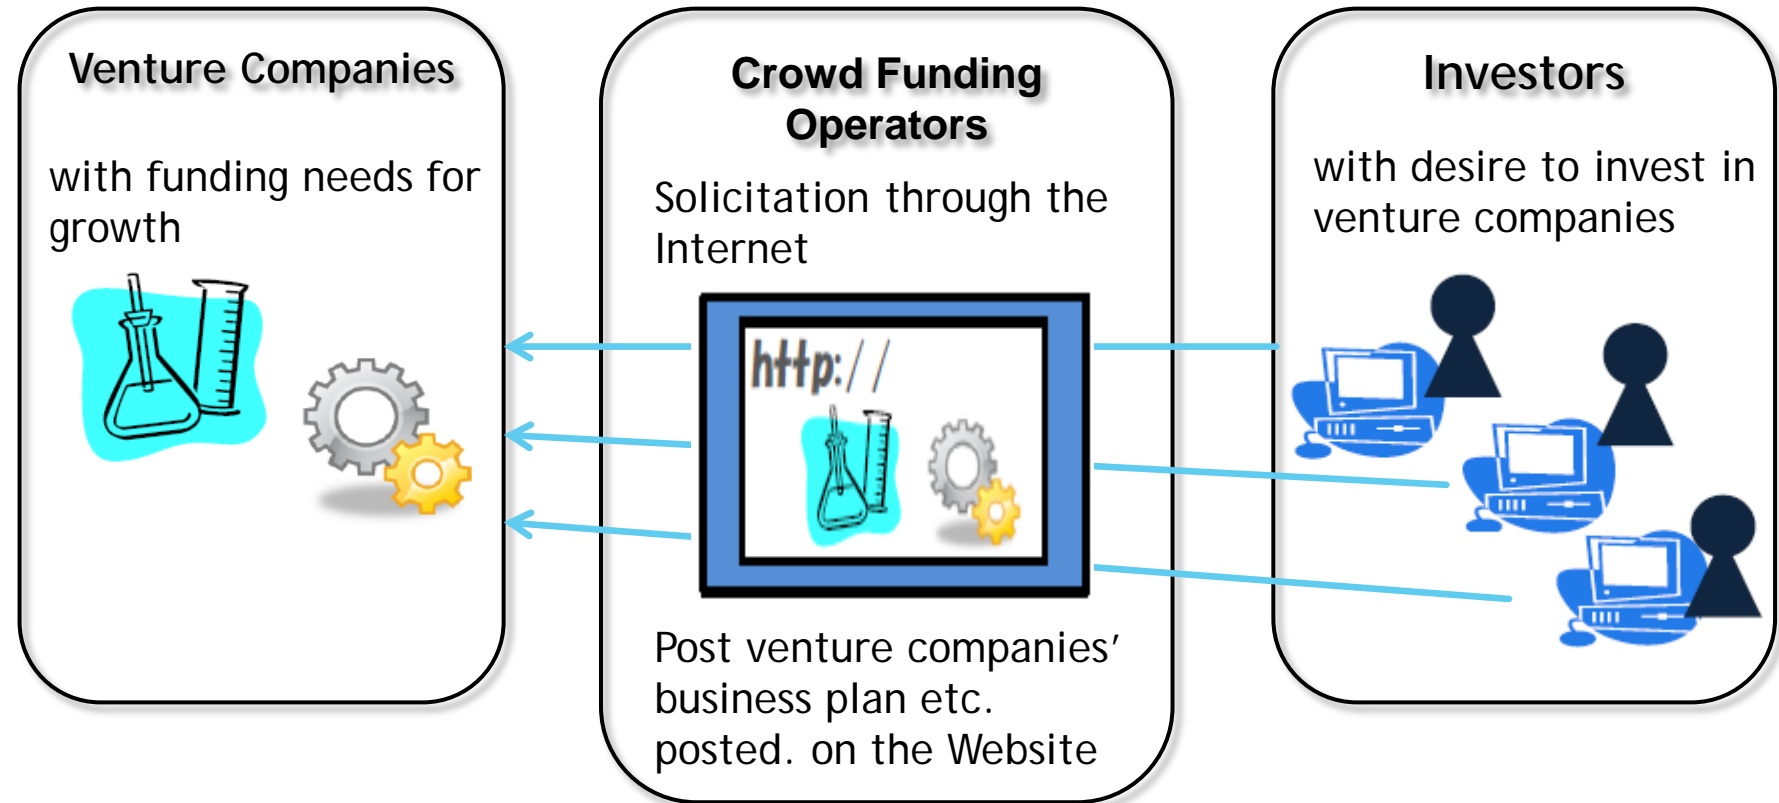 Venture Companies
with funding needs for
growth
Crowd Funding
Operators
Solicitation through the
Internet
http://
Post venture companies’
business plan etc.
posted. on the Website
Investors
with desire to invest in
venture companies